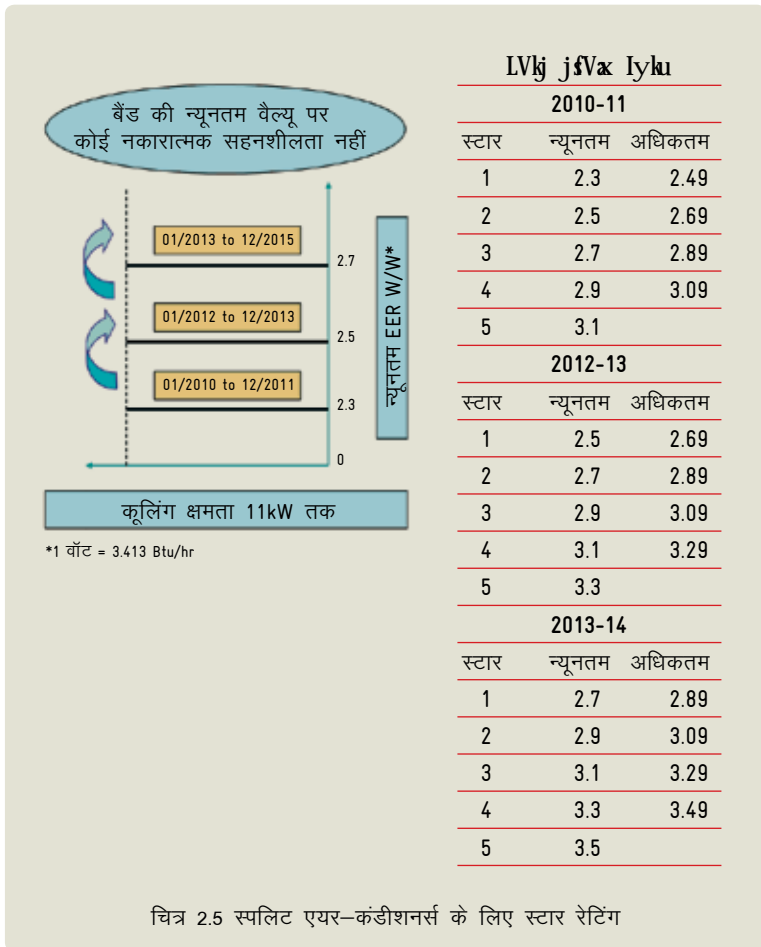 बैंड की न्यूनतम वैल्यू पर
कोई नकारात्मक सहनशीलता नहीं
01/2013 to 12/2015
2.7
01/2012 to 12/2013
2.5
01/2010 to 12/2011
2.3
0
न्यूनतम EER W/W*
कूलिंग क्षमता 11kW तक
*1 वॉट = 3.413 Btu/hr
LVkj jsfVax Iyku
2010-11
स्टार न्यूनतम अधिकतम
1 2.3 2.49
2 2.5 2.69
3 2.7 2.89
4 2.9 3.09
5 3.1
2012-13
स्टार न्यूनतम अधिकतम
1 2.5 2.69
2 2.7 2.89
3 2.9 3.09
4 3.1 3.29
5 3.3
2013-14
स्टार न्यूनतम अधिकतम
1 2.7 2.89
2 2.9 3.09
3 3.1 3.29
4 3.3 3.49
5 3.5
चित्र 2.5 स्पलिट एयर–कंडीशनर्स के लिए स्टार रेटिंग